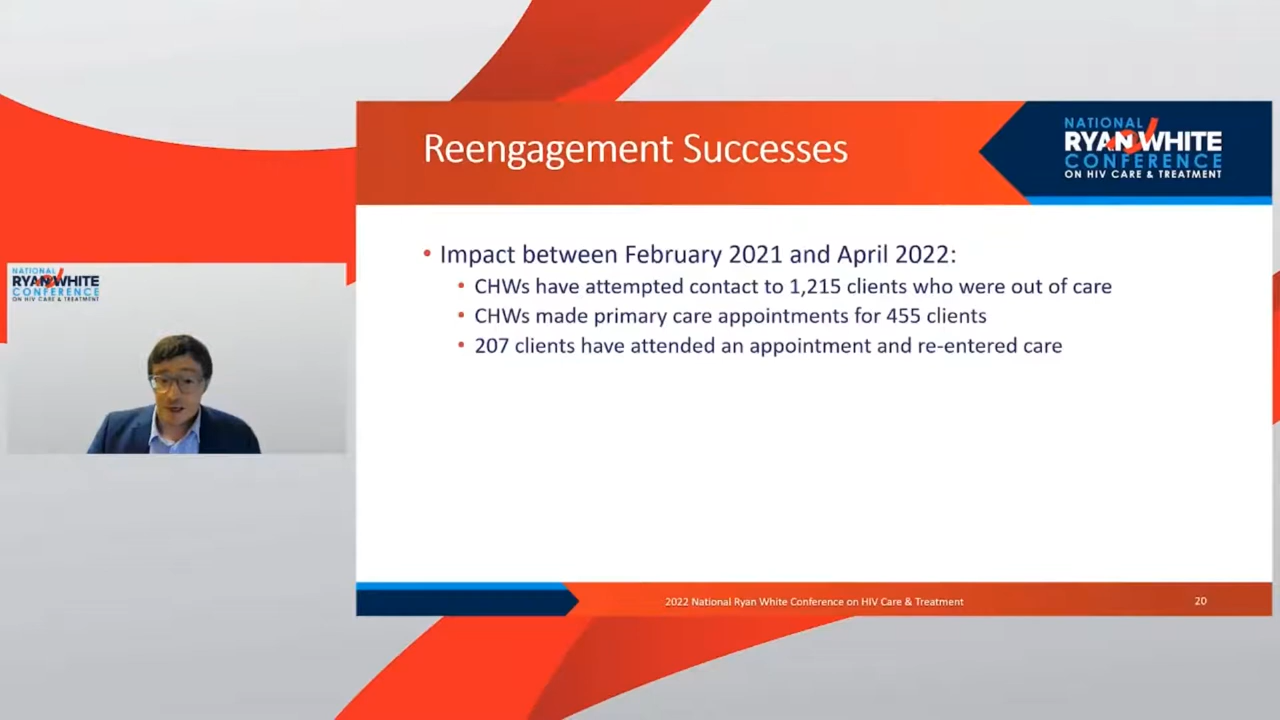 Reengagement Successes
NATIONAL
RYAN WHITE
CONFERENCE
ON HIV CARE & TREATMENT
• Impact between February 2021 and April 2022:
• CHWs have attempted contact to 1,215 clients who were out of care
• CHWs made primary care appointments for 455 clients
• 207 clients have attended an appointment and re-entered care
NATIONAL
RYAN WHITE
CONFERENCE
ON HIV CARE & TREATMENT
2022 National Ryan White Conference on HIV Care & Treatment
20